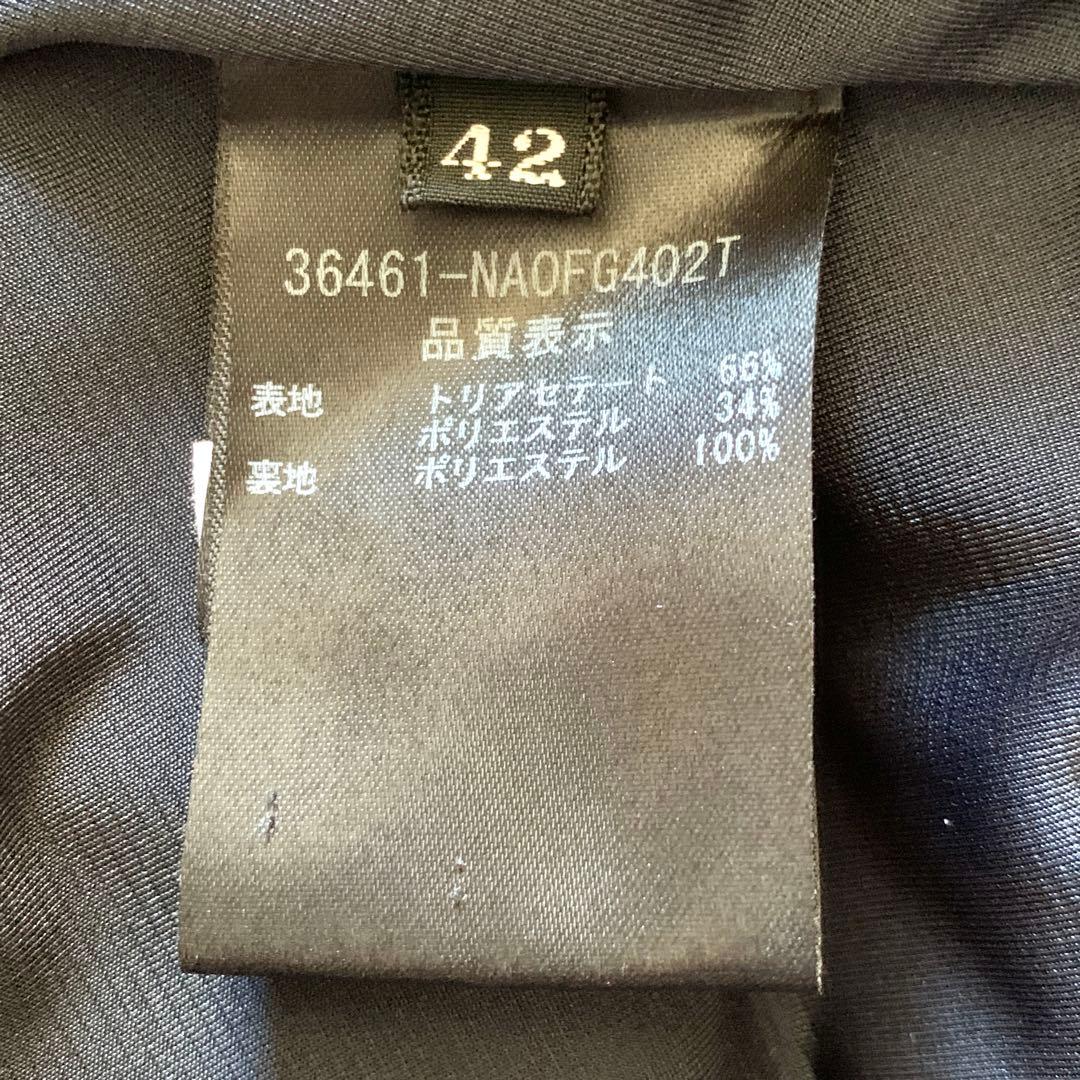 42
36461-NAOFG402T
品質表示
表地 トリアセテート 66%
ポリエステル 34%
裏地 ポリエステル 100%